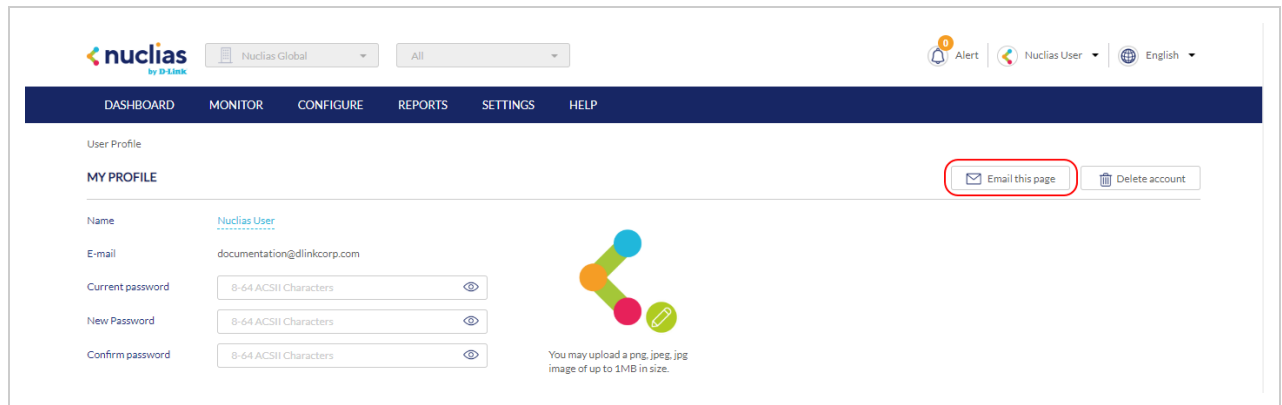 nuclias
by D-Link
Nuclias Global
All
0
Alert
Nuclias User
English
DASHBOARD MONITOR CONFIGURE REPORTS SETTINGS HELP
User Profile
MY PROFILE
Email this page
Delete account
Name Nuclias User
E-mail documentation@dlinkcorp.com
Current password 8-64 ACSII Characters
New Password 8-64 ACSII Characters
Confirm password 8-64 ACSII Characters
You may upload a png, jpeg, jpg
image of up to 1MB in size.